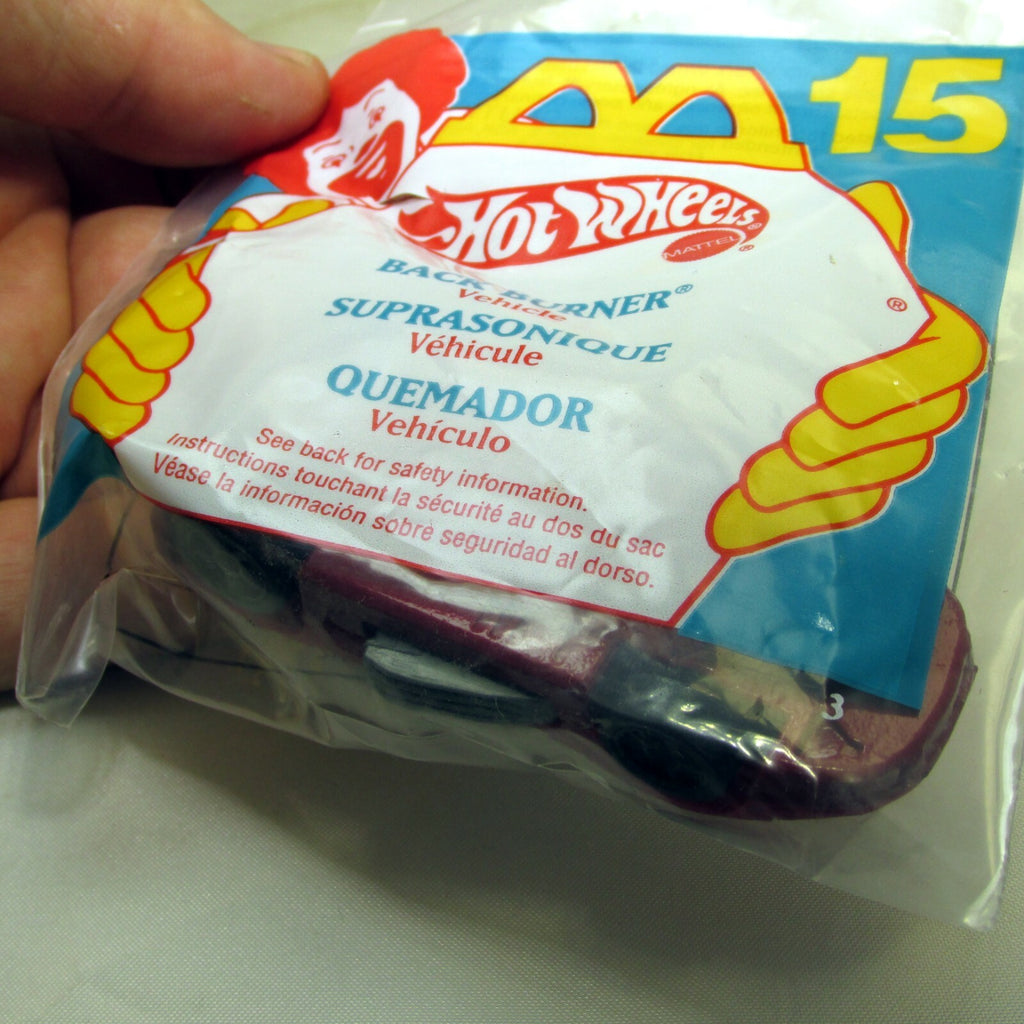 15
HOT WHEELS®
MATTEL®
BACK BURNER®
Vehicle
SUPRASONIQUE
Véhicule
QUEMADOR
Vehículo
®
See back for safety information.
Instructions touchant la sécurité au dos du sac
Véase la información sobre seguridad al dorso.
3